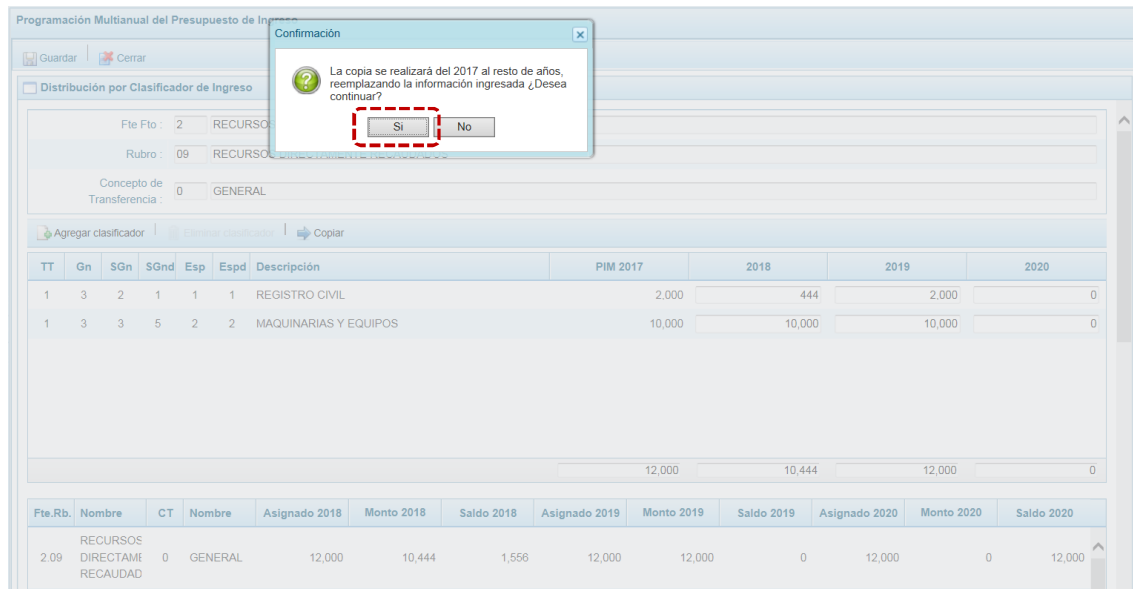 Programación Multianual del Presupuesto de Ingreso
Confirmación
Guardar Cerrar
La copia se realizará del 2017 al resto de años,
reemplazando la información ingresada ¿Desea
continuar?
Si No
Distribución por Clasificador de Ingreso
Fte Fto : 2 RECURSOS
Rubro : 09 RECURSOS DIRECTAMENTE RECAUDADOS
Concepto de
Transferencia : 0 GENERAL
Agregar clasificador Eliminar clasificador Copiar
TT Gn SGn SGnd Esp Espd Descripción PIM 2017 2018 2019 2020
1 3 2 1 1 1 REGISTRO CIVIL 2,000 444 2,000 0
1 3 3 5 2 2 MAQUINARIAS Y EQUIPOS 10,000 10,000 10,000 0
12,000 10,444 12,000 0
Fte.Rb. Nombre CT Nombre Asignado 2018 Monto 2018 Saldo 2018 Asignado 2019 Monto 2019 Saldo 2019 Asignado 2020 Monto 2020 Saldo 2020
RECURSOS
2.09 DIRECTAME 0 GENERAL 12,000 10,444 1,556 12,000 12,000 0 12,000 0 12,000
RECAUDAD